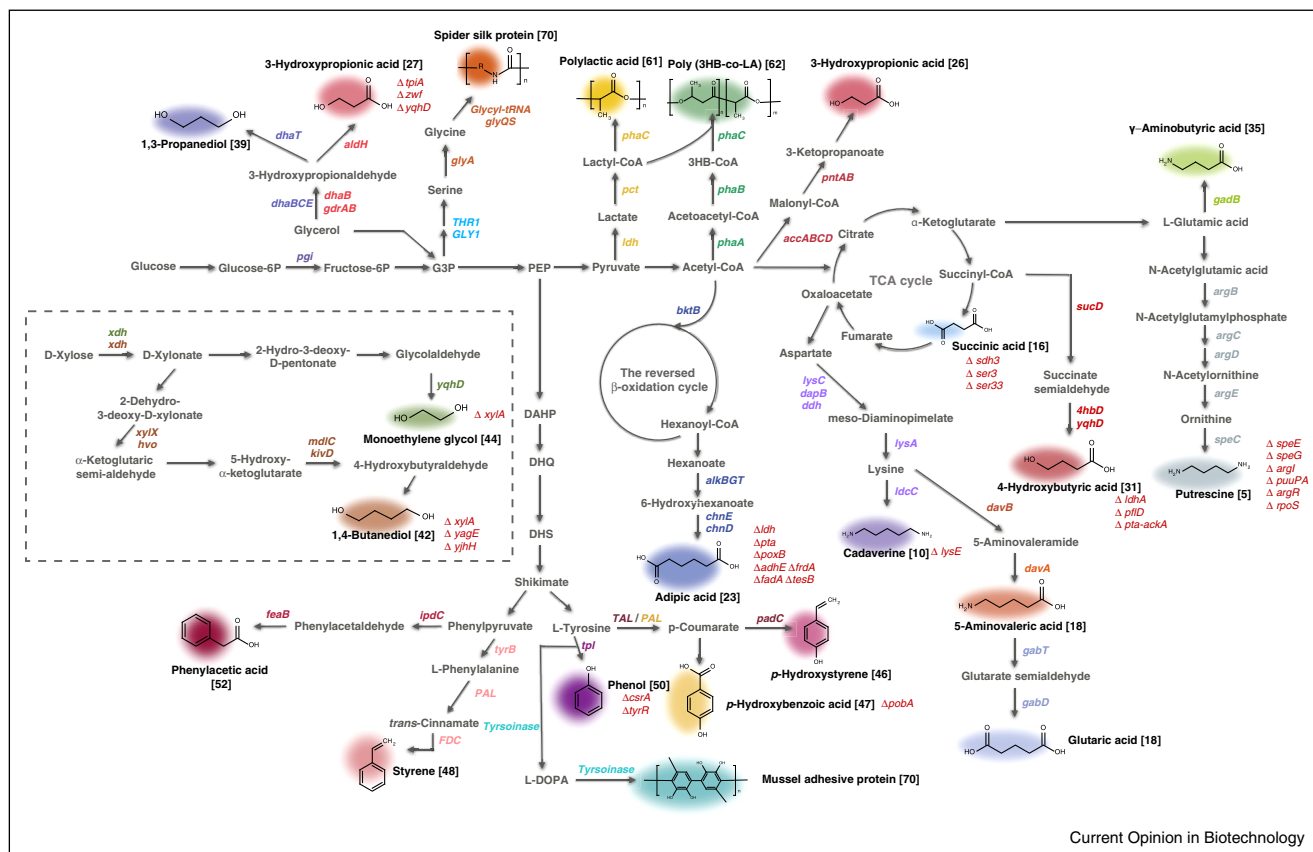 Spider silk protein [70]
3-Hydroxypropionic acid [27]
Δ tpiA
Δ zwf
Δ yqhD
Polylactic acid [61]
Poly (3HB-co-LA) [62]
3-Hydroxypropionic acid [26]
Glycyl-tRNA
glyQS
1,3-Propanediol [39]
dhaT
aldH
Glycine
glyA
phaC
phaC
Lactyl-CoA
3HB-CoA
3-Ketopropanoate
γ–Aminobutyric acid [35]
3-Hydroxypropionaldehyde
dhaBCE
dhaB
gdrAB
Serine
pct
phaB
pntAB
Malonyl-CoA
gadB
Glycerol
THR1
GLY1
Lactate
Acetoacetyl-CoA
ldh
phaA
accABCD
Citrate
α-Ketoglutarate
L-Glutamic acid
Glucose
Glucose-6P
pgi
Fructose-6P
G3P
PEP
Pyruvate
Acetyl-CoA
TCA cycle
Succinyl-CoA
N-Acetylglutamic acid
Oxaloacetate
argB
bktB
sucD
Fumarate
Succinic acid [16]
Δ sdh3
Δ ser3
Δ ser33
N-Acetylglutamylphosphate
argC
argD
xdh
xdh
D-Xylose
D-Xylonate
2-Hydro-3-deoxy-
D-pentonate
Glycolaldehyde
The reversed
β-oxidation cycle
Aspartate
lysC
dapB
ddh
Succinate
semialdehyde
N-Acetylornithine
argE
yqhD
2-Dehydro-
3-deoxy-D-xylonate
Δ xylA
Monoethylene glycol [44]
DAHP
Hexanoyl-CoA
meso-Diaminopimelate
4hbD
yqhD
Ornithine
speC
xylX
hvo
mdlC
kivD
α-Ketoglutaric
semi-aldehyde
5-Hydroxy-
α-ketoglutarate
4-Hydroxybutyraldehyde
DHQ
Hexanoate
alkBGT
lysA
Lysine
ldcC
4-Hydroxybutyric acid [31]
Δ ldhA
Δ pflD
Δ pta-ackA
Putrescine [5]
Δ speE
Δ speG
Δ argI
Δ puuPA
Δ argR
Δ rpoS
1,4-Butanediol [42]
Δ xylA
Δ yagE
Δ yjhH
DHS
6-Hydroxyhexanoate
chnE
chnD
davB
Cadaverine [10]
Δ lysE
5-Aminovaleramide
Δldh
Δpta
ΔpoxB
ΔadhE ΔfrdA
ΔfadA ΔtesB
Adipic acid [23]
davA
Shikimate
feaB
Phenylacetaldehyde
ipdC
Phenylpyruvate
L-Tyrosine
TAL / PAL
p-Coumarate
padC
5-Aminovaleric acid [18]
tyrB
tpl
gabT
Phenylacetic acid
[52]
L-Phenylalanine
PAL
Phenol [50]
ΔcsrA
ΔtyrR
p-Hydroxystyrene [46]
Glutarate semialdehyde
gabD
p-Hydroxybenzoic acid [47]
ΔpobA
trans-Cinnamate
FDC
Tyrsoinase
Styrene [48]
Glutaric acid [18]
L-DOPA
Tyrsoinase
Mussel adhesive protein [70]
Current Opinion in Biotechnology